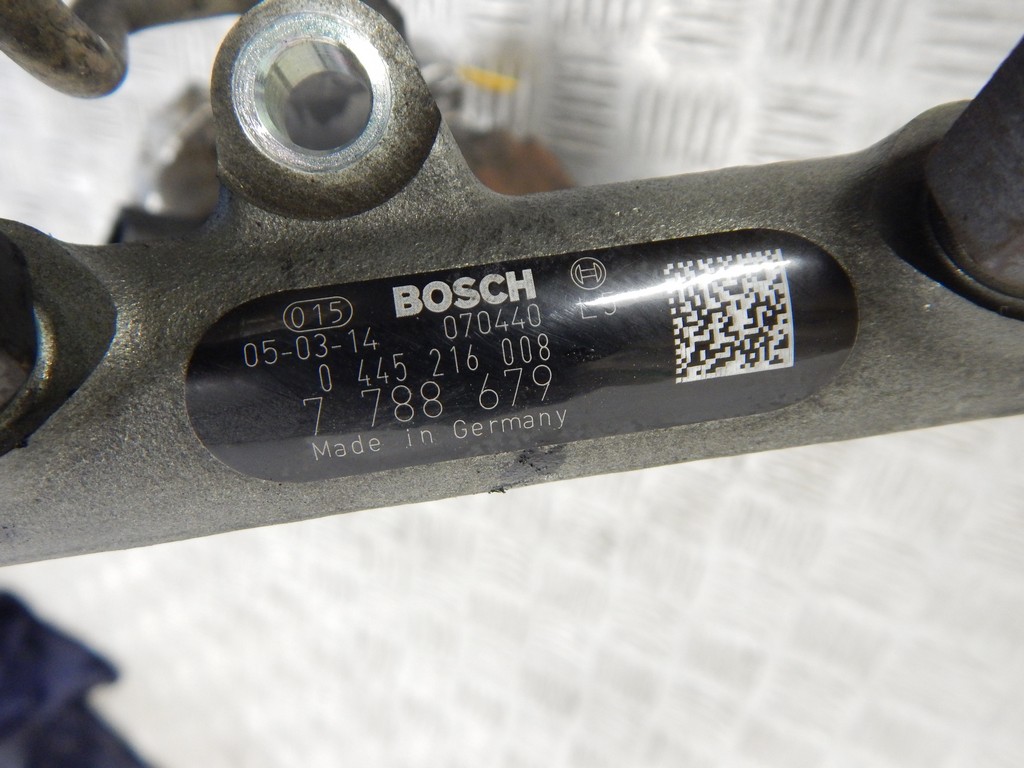 015 BOSCH
05-03-14 070440
0 445 216 008
7 788 679
Made in Germany